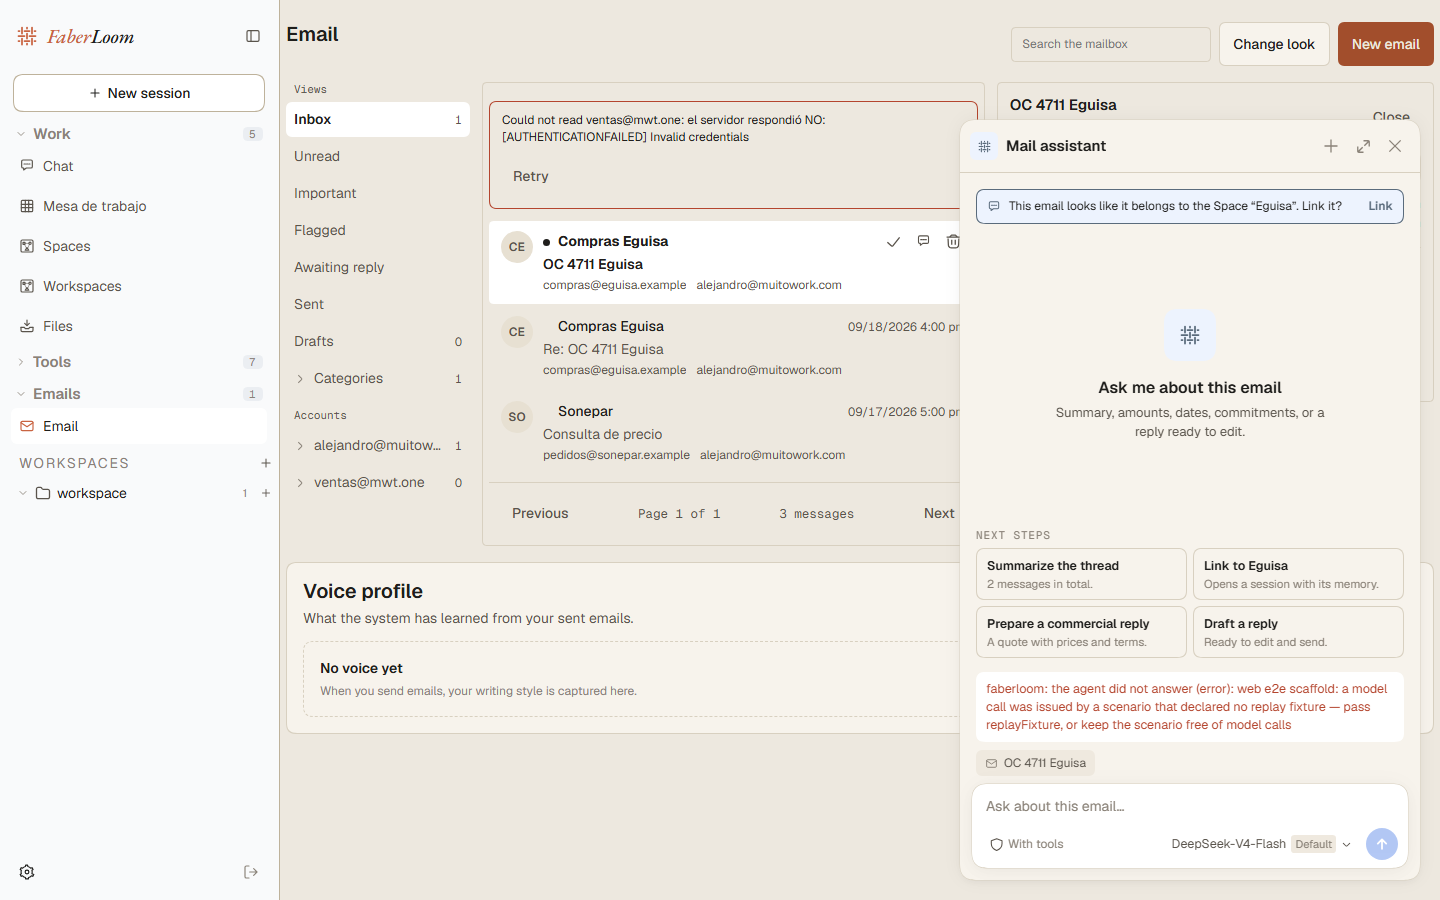 FaberLoom
New session
Work 5
Chat
Mesa de trabajo
Spaces
Workspaces
Files
Tools 7
Emails 1
Email
WORKSPACES
workspace 1
Email
Search the mailbox
Change look
New email
Views
Inbox 1
Unread
Important
Flagged
Awaiting reply
Sent
Drafts 0
Categories 1
Accounts
alejandro@muitow... 1
ventas@mwt.one 0
Could not read ventas@mwt.one: el servidor respondió NO:
[AUTHENTICATIONFAILED] Invalid credentials
Retry
CE
Compras Eguisa
OC 4711 Eguisa
compras@eguisa.example alejandro@muitowork.com
CE
Compras Eguisa 09/18/2026 4:00 pm
Re: OC 4711 Eguisa
compras@eguisa.example alejandro@muitowork.com
SO
Sonepar 09/17/2026 5:00 pm
Consulta de precio
pedidos@sonepar.example alejandro@muitowork.com
Previous
Page 1 of 1
3 messages
Next
Voice profile
What the system has learned from your sent emails.
No voice yet
When you send emails, your writing style is captured here.
OC 4711 Eguisa
Close
Mail assistant
This email looks like it belongs to the Space “Eguisa”. Link it? Link
Ask me about this email
Summary, amounts, dates, commitments, or a
reply ready to edit.
NEXT STEPS
Summarize the thread
2 messages in total.
Link to Eguisa
Opens a session with its memory.
Prepare a commercial reply
A quote with prices and terms.
Draft a reply
Ready to edit and send.
faberloom: the agent did not answer (error): web e2e scaffold: a model
call was issued by a scenario that declared no replay fixture — pass
replayFixture, or keep the scenario free of model calls
OC 4711 Eguisa
Ask about this email...
With tools
DeepSeek-V4-Flash Default